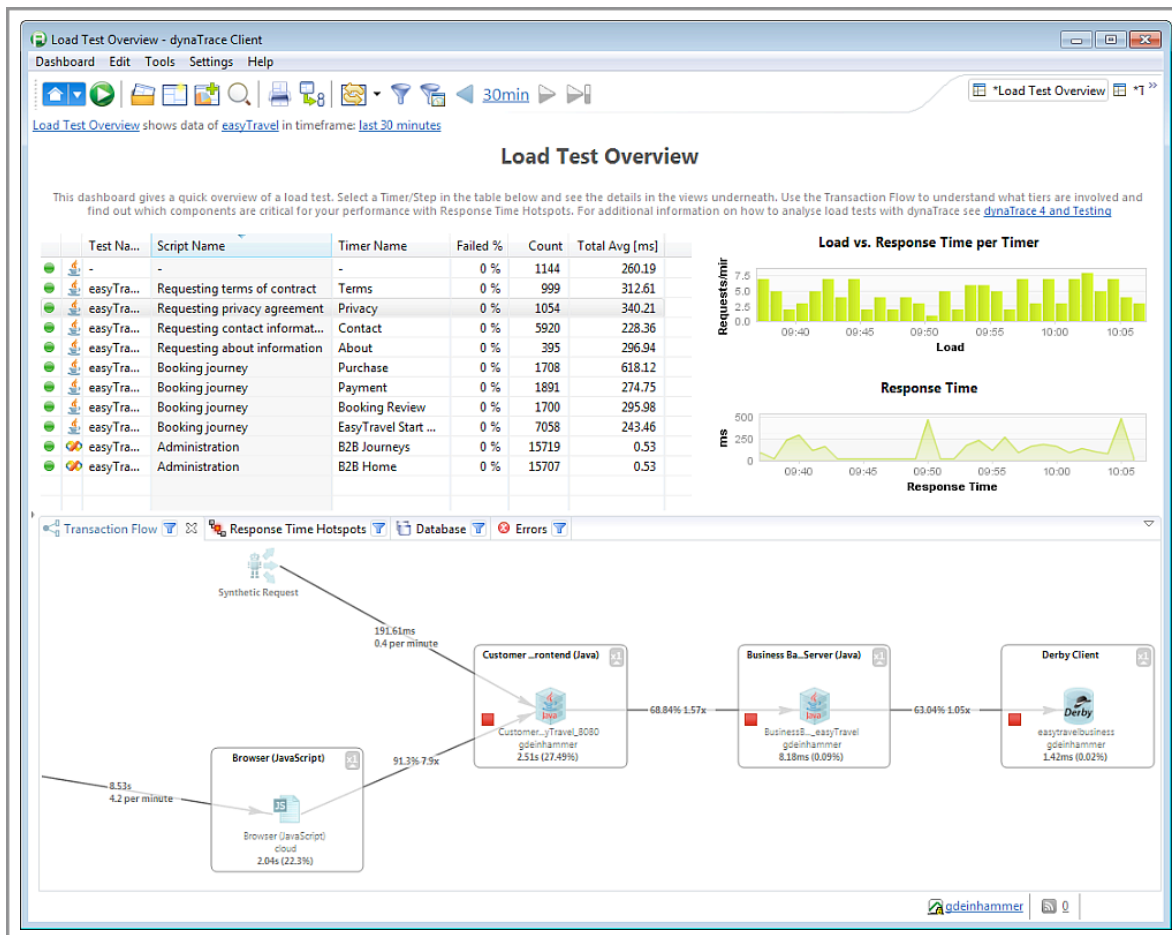 Load Test Overview - dynaTrace Client
Dashboard Edit Tools Settings Help
30min
*Load Test Overview
Load Test Overview shows data of easyTravel in timeframe: last 30 minutes
Load Test Overview
This dashboard gives a quick overview of a load test. Select a Timer/Step in the table below and see the details in the views underneath. Use the Transaction Flow to understand what tiers are involved and
find out which components are critical for your performance with Response Time Hotspots. For additional information on how to analyse load tests with dynaTrace see dynaTrace 4 and Testing
Test Na... Script Name Timer Name Failed % Count Total Avg [ms]
- - - 0 % 1144 260.19
easyTra... Requesting terms of contract Terms 0 % 999 312.61
easyTra... Requesting privacy agreement Privacy 0 % 1054 340.21
easyTra... Requesting contact informat... Contact 0 % 5920 228.36
easyTra... Requesting about information About 0 % 395 296.94
easyTra... Booking journey Purchase 0 % 1708 618.12
easyTra... Booking journey Payment 0 % 1891 274.75
easyTra... Booking journey Booking Review 0 % 1700 295.98
easyTra... Booking journey EasyTravel Start ... 0 % 7058 243.46
easyTra... Administration B2B Journeys 0 % 15719 0.53
easyTra... Administration B2B Home 0 % 15707 0.53
Load vs. Response Time per Timer
Requests/mir
7.5
5.0
2.5
0.0
09:40 09:45 09:50 09:55 10:00 10:05
Load
Response Time
ms
500
250
0
09:40 09:45 09:50 09:55 10:00 10:05
Response Time
Transaction Flow Response Time Hotspots Database Errors
Synthetic Request
191.61ms
0.4 per minute
Customer ...rontend (Java) x1
Java
Customer...yTravel_8080
gdeinhammer
2.51s (27.49%)
68.84% 1.57x
Business Ba...Server (Java) x1
Java
BusinessB..._easyTravel
gdeinhammer
8.18ms (0.09%)
63.04% 1.05x
Derby Client x1
Derby
easytravelbusiness
gdeinhammer
1.42ms (0.02%)
8.53s
4.2 per minute
Browser (JavaScript) x1
JS
Browser (JavaScript)
cloud
2.04s (22.3%)
91.3% 7.9x
gdeinhammer 0